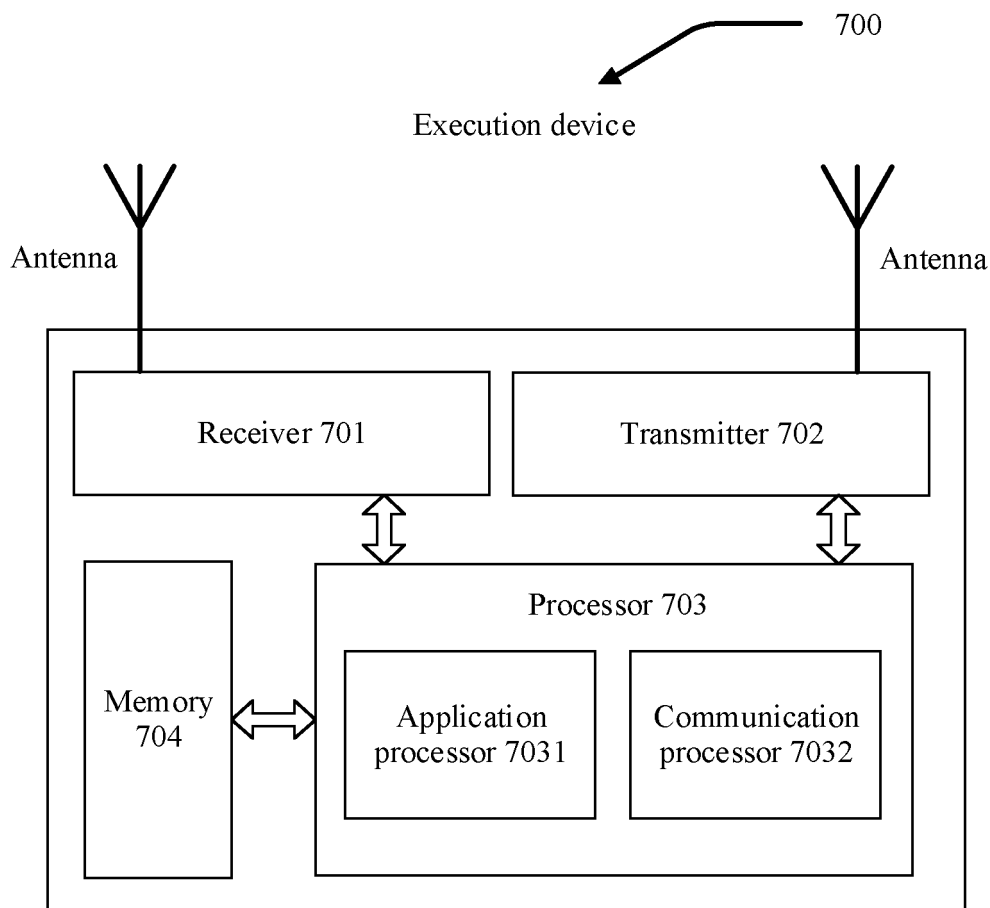 700
Execution device
Antenna
Antenna
Receiver 701
Transmitter 702
Processor 703
Memory
704
Application
processor 7031
Communication
processor 7032